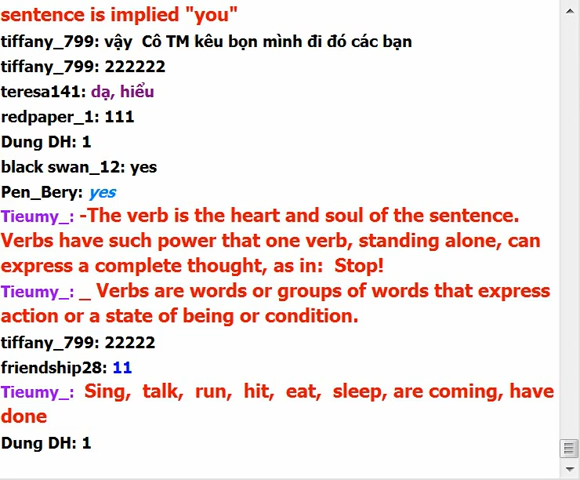 sentence is implied "you"
tiffany_799: vậy  Cô TM kêu bọn mình đi đó các bạn
tiffany_799: 222222
teresa141: dạ, hiểu
redpaper_1: 111
Dung DH: 1
black swan_12: yes
Pen_Bery: yes
Tieumy_: -The verb is the heart and soul of the sentence.
Verbs have such power that one verb, standing alone, can
express a complete thought, as in:  Stop!
Tieumy_: _ Verbs are words or groups of words that express
action or a state of being or condition.
tiffany_799: 22222
friendship28: 11
Tieumy_:  Sing,  talk,  run,  hit,  eat,  sleep, are coming, have
done
Dung DH: 1